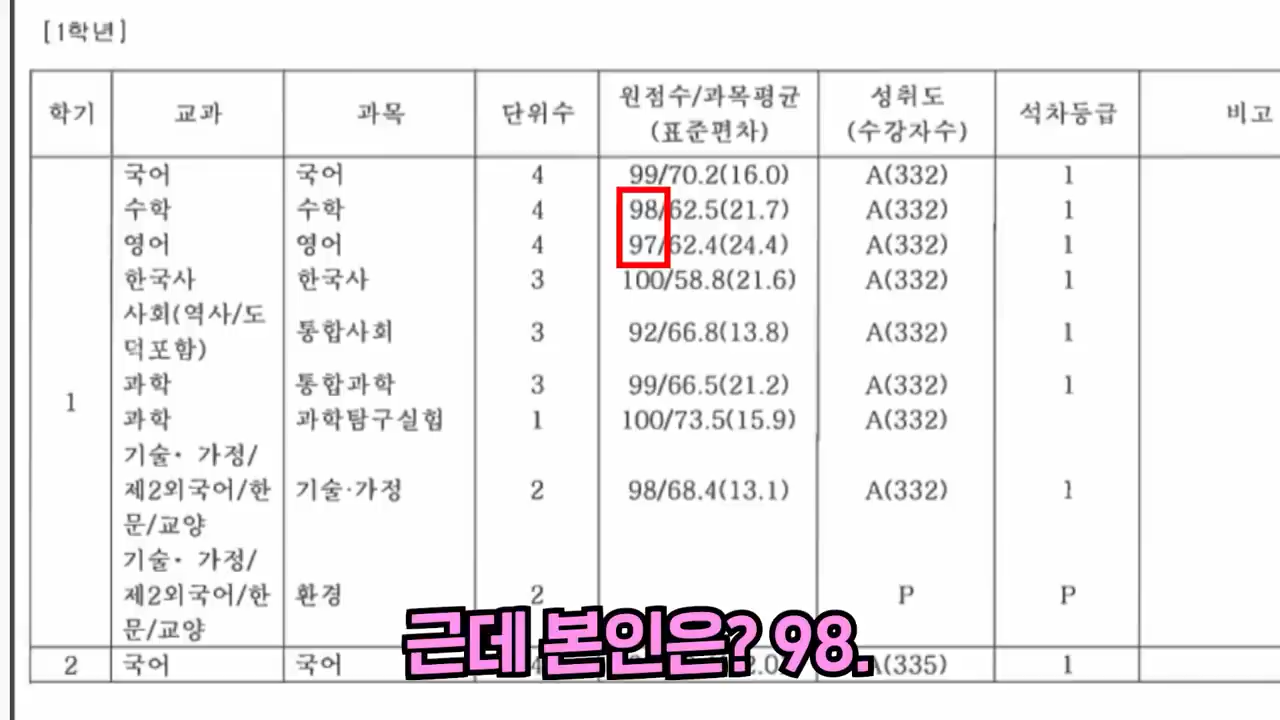 [1학년]
학기 교과 과목 단위수 원점수/과목평균 (표준편차) 성취도 (수강자수) 석차등급 비고
국어 국어 4 99/70.2(16.0) A(332) 1
수학 수학 4 98/62.5(21.7) A(332) 1
영어 영어 4 97/62.4(24.4) A(332) 1
한국사 한국사 3 100/58.8(21.6) A(332) 1
사회(역사/도
덕포함) 통합사회 3 92/66.8(13.8) A(332) 1
과학 통합과학 3 99/66.5(21.2) A(332) 1
1
과학 과학탐구실험 1 100/73.5(15.9) A(332)
기술· 가정/
제2외국어/한 기술·가정 2 98/68.4(13.1) A(332) 1
문/교양
기술· 가정/
제2외국어/한 환경 2 P P
문/교양
근데 본인은? 98.
2 국어 국어 4 A(335) 1